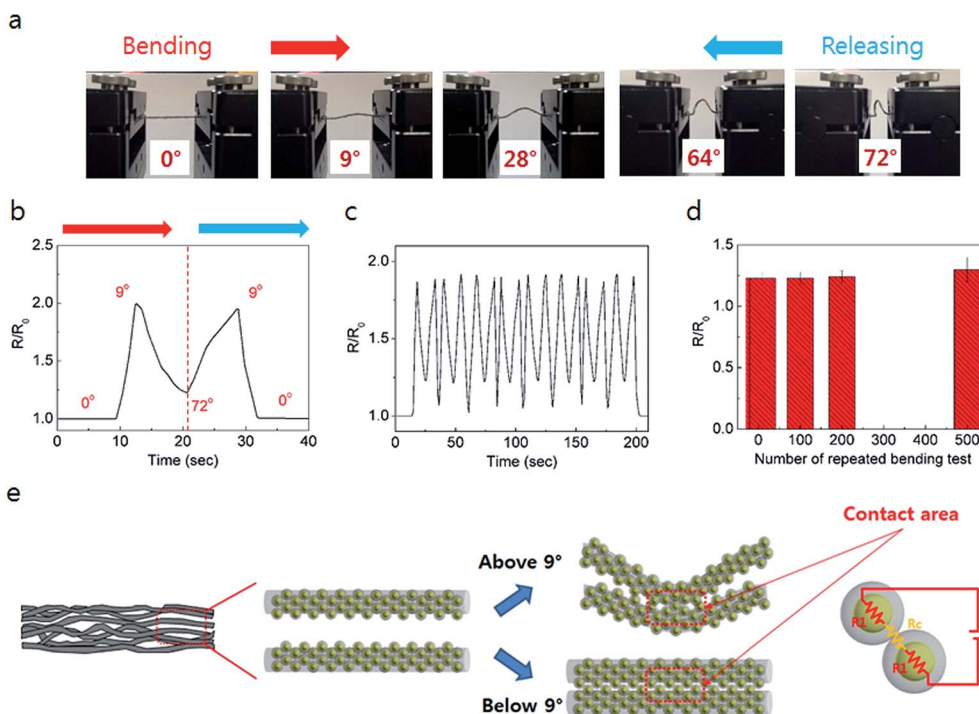 a
Bending
Releasing
0°
9°
28°
64°
72°
b
2.5
2.0
1.5
1.0
R/R₀
9°
9°
0°
72°
0°
0
10
20
30
40
Time (sec)
c
2.0
1.5
1.0
R/R₀
0
50
100
150
200
Time (sec)
d
1.5
1.0
0.5
0.0
R/R₀
0
100
200
300
400
500
Number of repeated bending test
e
Contact area
Above 9°
Below 9°
R1
Rc
R1